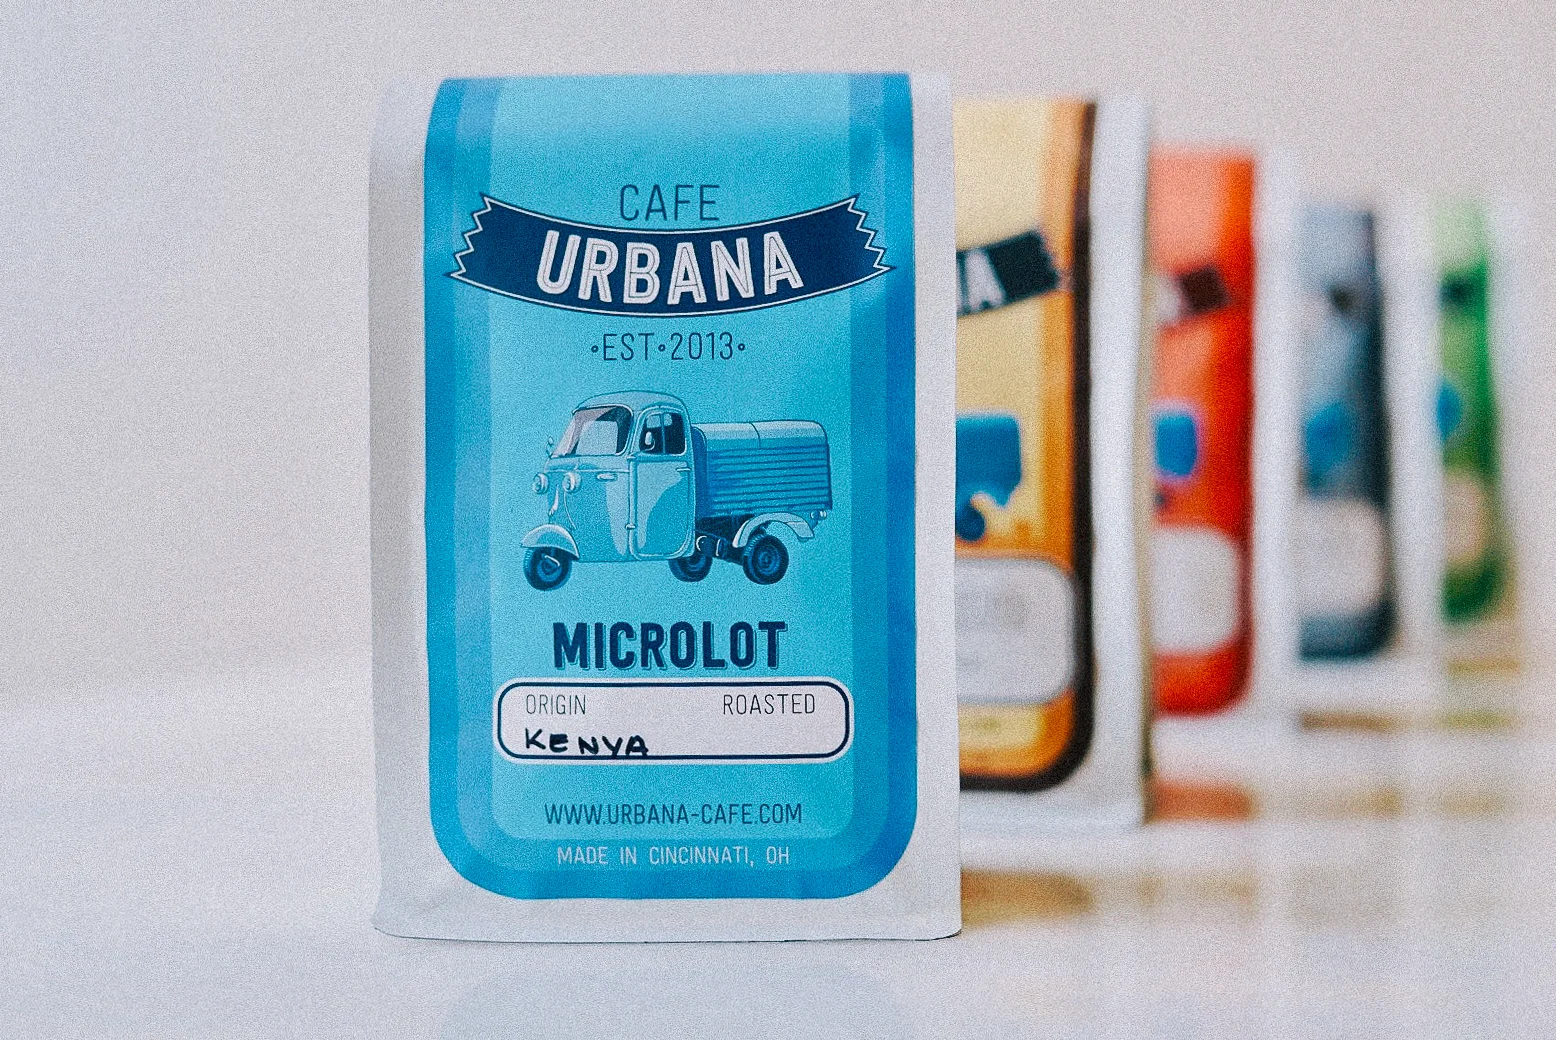 CAFE
URBANA
•EST•2013•
MICROLOT
ORIGIN ROASTED
KENYA
WWW.URBANA-CAFE.COM
MADE IN CINCINNATI, OH